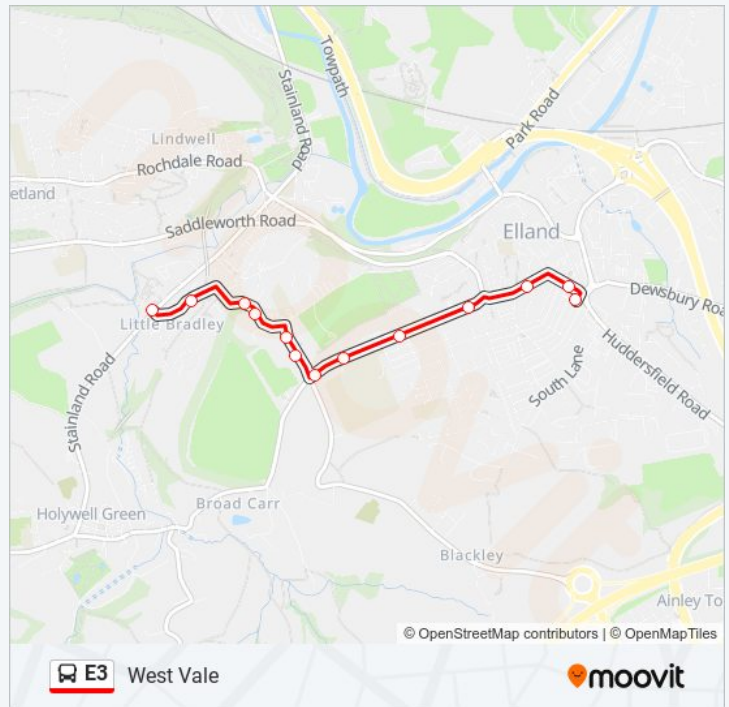 Towpath
Stainland Road
Park Road
Lindwell
Rochdale Road
etland
Saddleworth Road
Elland
Dewsbury Roa
Little Bradley
Stainland Road
South Lane
Huddersfield Road
Broad Carr
Holywell Green
Blackley
Ainley To
© OpenStreetMap contributors | © OpenMapTiles
E3 West Vale
moovit